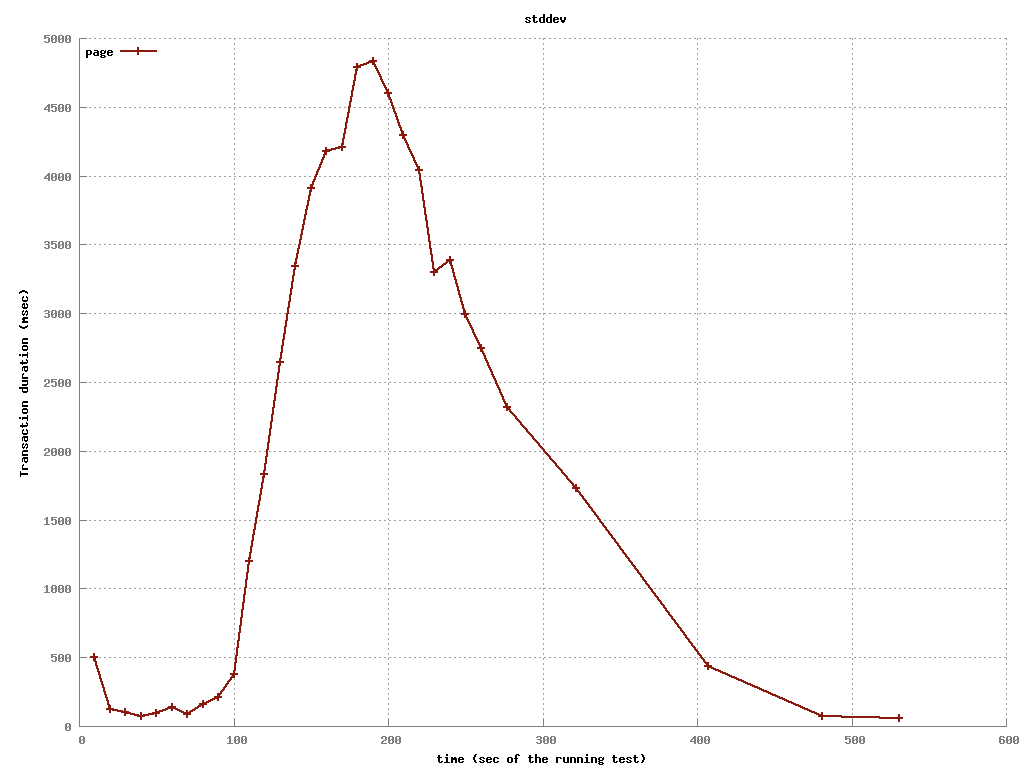 stddev
5000
page
4500
4000
3500
3000
2500
2000
1500
1000
500
0
Transaction duration (msec)
0 100 200 300 400 500 600
time (sec of the running test)